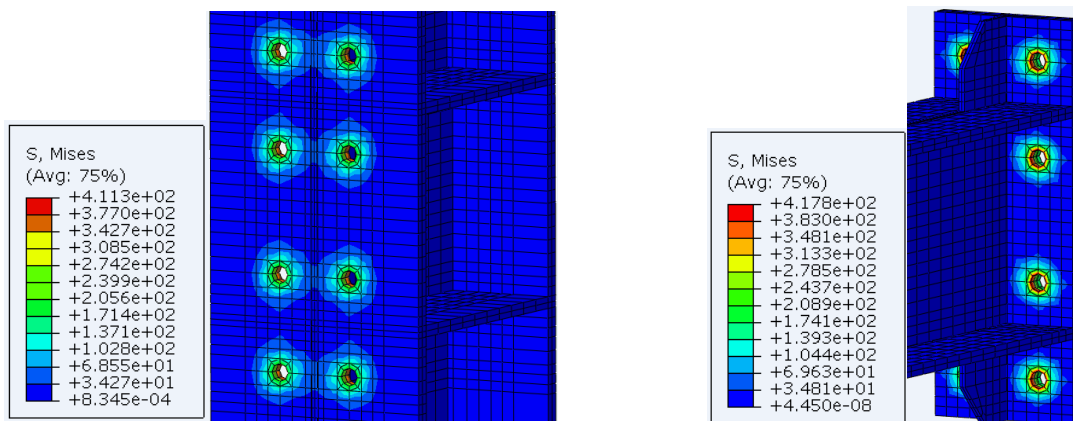 S, Mises
(Avg: 75%)
+4.113e+02
+3.770e+02
+3.427e+02
+3.085e+02
+2.742e+02
+2.399e+02
+2.056e+02
+1.714e+02
+1.371e+02
+1.028e+02
+6.855e+01
+3.427e+01
+8.345e-04
S, Mises
(Avg: 75%)
+4.178e+02
+3.830e+02
+3.481e+02
+3.133e+02
+2.785e+02
+2.437e+02
+2.089e+02
+1.741e+02
+1.393e+02
+1.044e+02
+6.963e+01
+3.481e+01
+4.450e-08